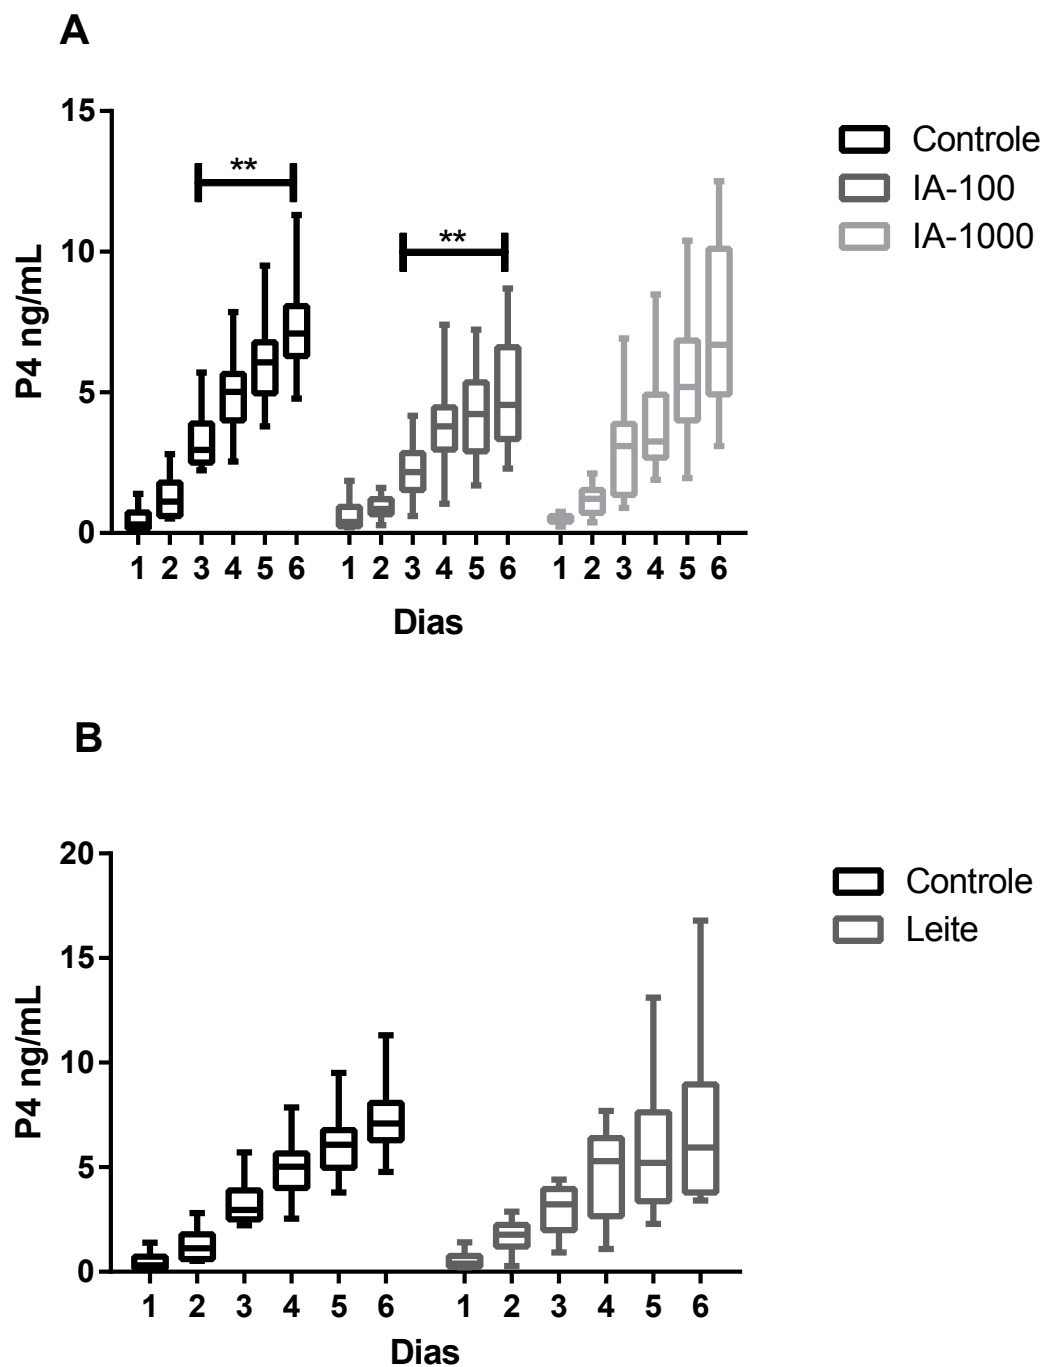 A
P4 ng/mL
15
10
5
0
**
**
1 2 3 4 5 6 1 2 3 4 5 6 1 2 3 4 5 6
Dias
Controle
IA-100
IA-1000
B
P4 ng/mL
20
15
10
5
0
1 2 3 4 5 6 1 2 3 4 5 6
Dias
Controle
Leite